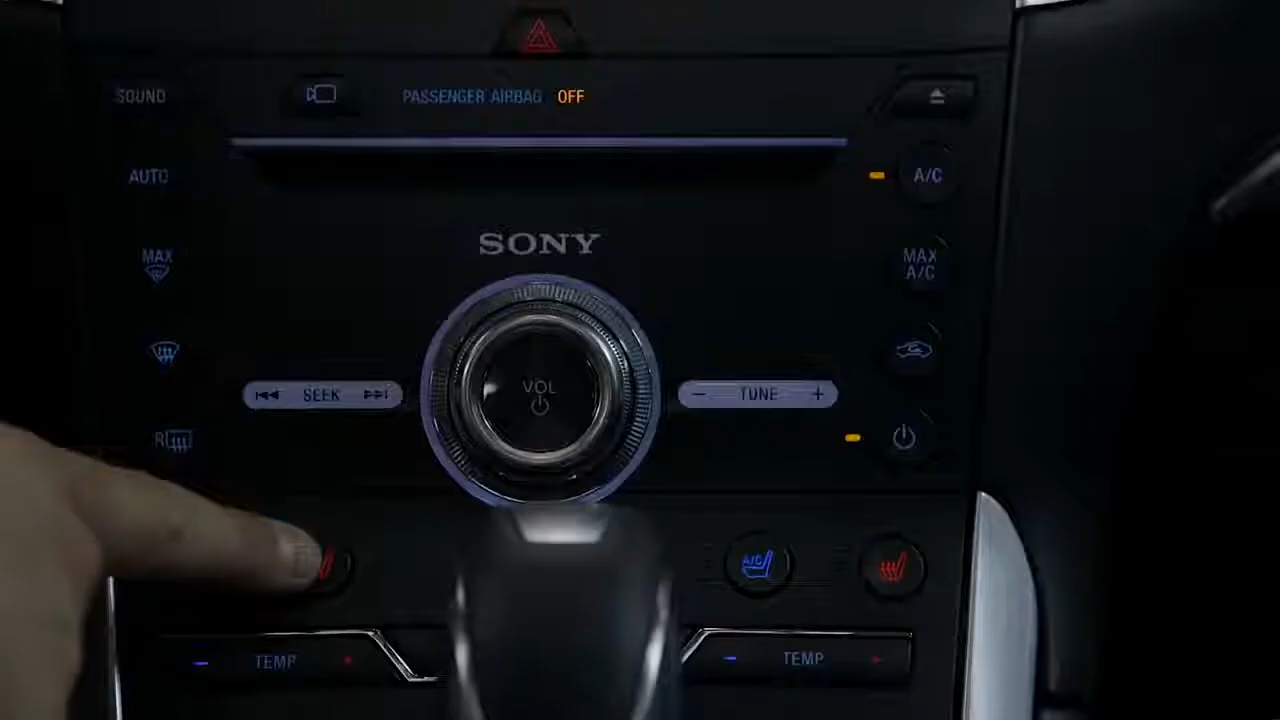 SOUND
PASSENGER AIRBAG OFF
AUTO
A/C
SONY
MAX
MAX
A/C
VOL
SEEK
- TUNE +
R
A/C
- TEMP +
- TEMP +